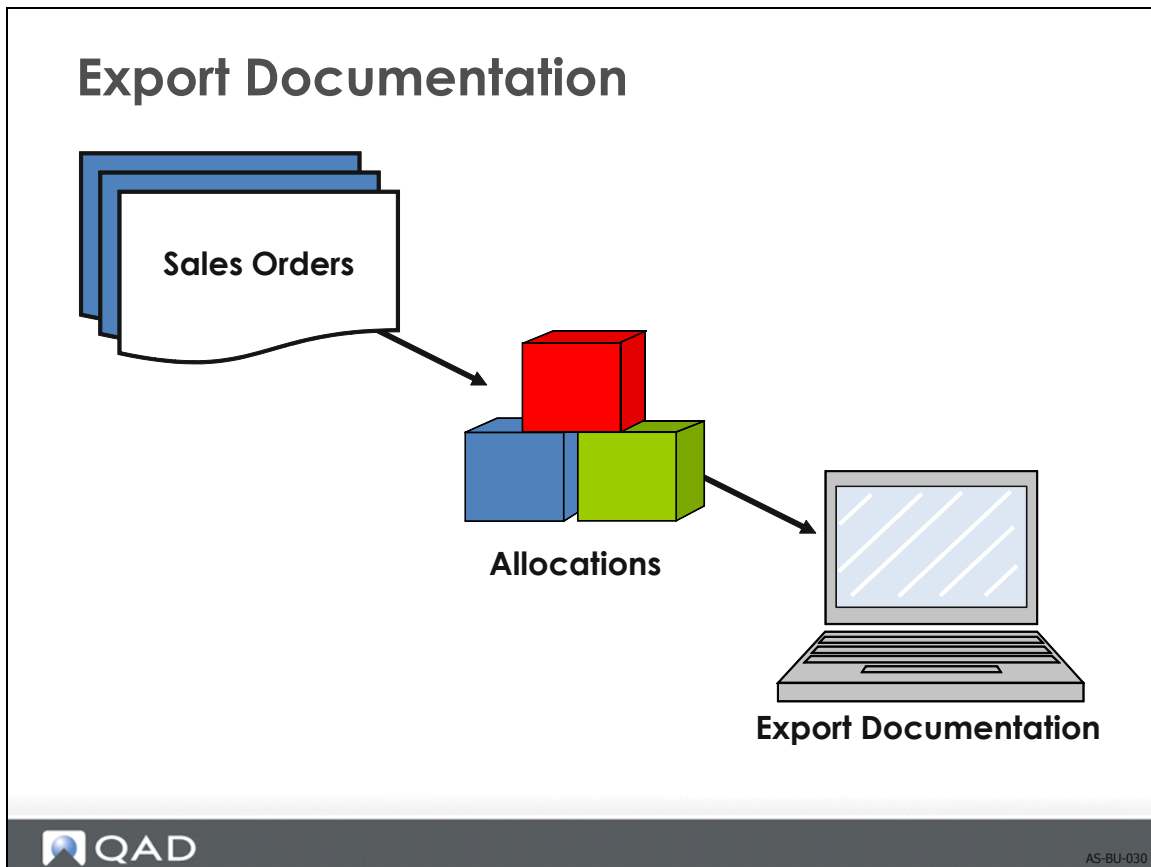 Export Documentation
Sales Orders
Allocations
Export Documentation
QAD
AS-BU-030